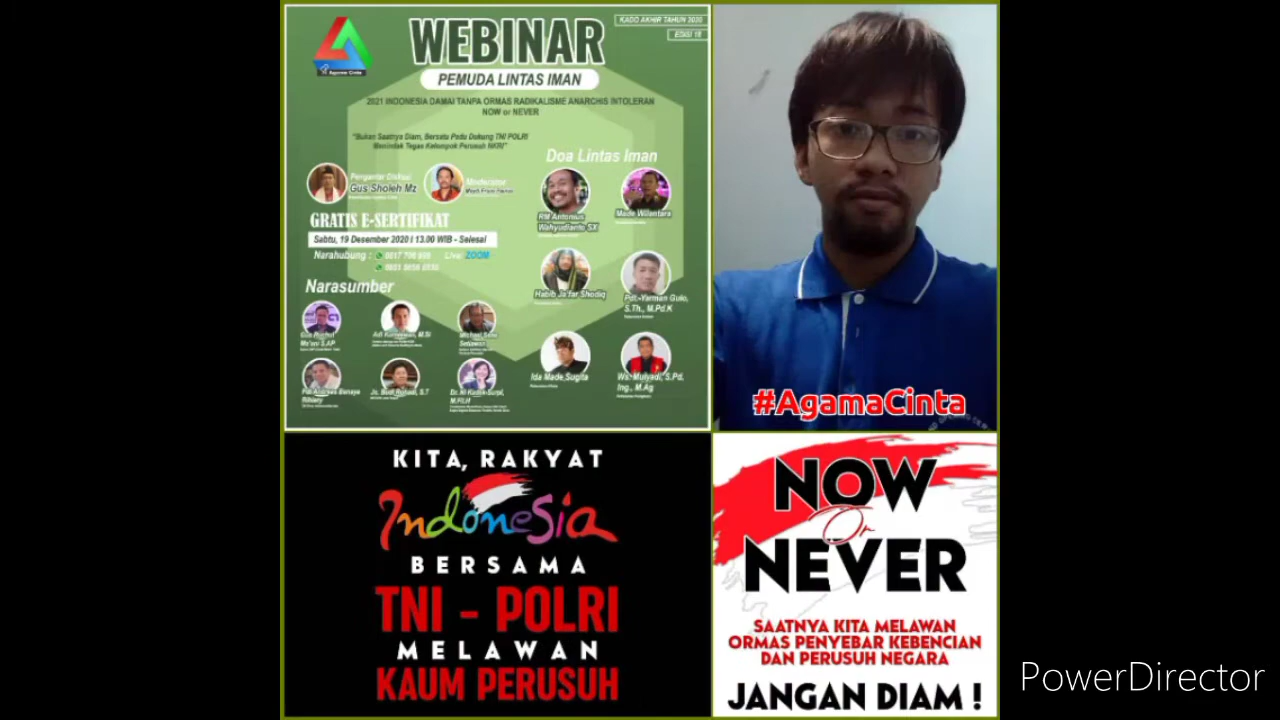 KADO AKHIR TAHUN 2020
EDISI 18
Agama Cinta
WEBINAR
PEMUDA LINTAS IMAN
2021 INDONESIA DAMAI TANPA ORMAS RADIKALISME ANARCHIS INTOLERAN
NOW or NEVER
"Bukan Saatnya Diam, Bersatu Padu Dukung TNI POLRI
Menindak Tegas Kelompok Perusuh NKRI"
Pengantar Diskusi
Gus Sholeh Mz
Moderator
GRATIS E-SERTIFIKAT
Sabtu, 19 Desember 2020 I 13.00 WIB - Selesai
Narahubung :
Live: ZOOM
Narasumber
Adi Kurniawan, M.Si
Setiawan
Doa Lintas Iman
RM Antonius
Wahyudianto SX
Made Wilantara
Habib Ja'far Shodiq
Pdt. Yarman Gulo,
S.Th., M.Pd.K
Ida Made Sugita
Ws. Mulyadi, S.Pd.
Ing., M.Ag
#AgamaCinta
KITA, RAKYAT
Indonesia
BERSAMA
TNI - POLRI
MELAWAN
KAUM PERUSUH
NOW
Or
NEVER
SAATNYA KITA MELAWAN
ORMAS PENYEBAR KEBENCIAN
DAN PERUSUH NEGARA
JANGAN DIAM !
PowerDirector